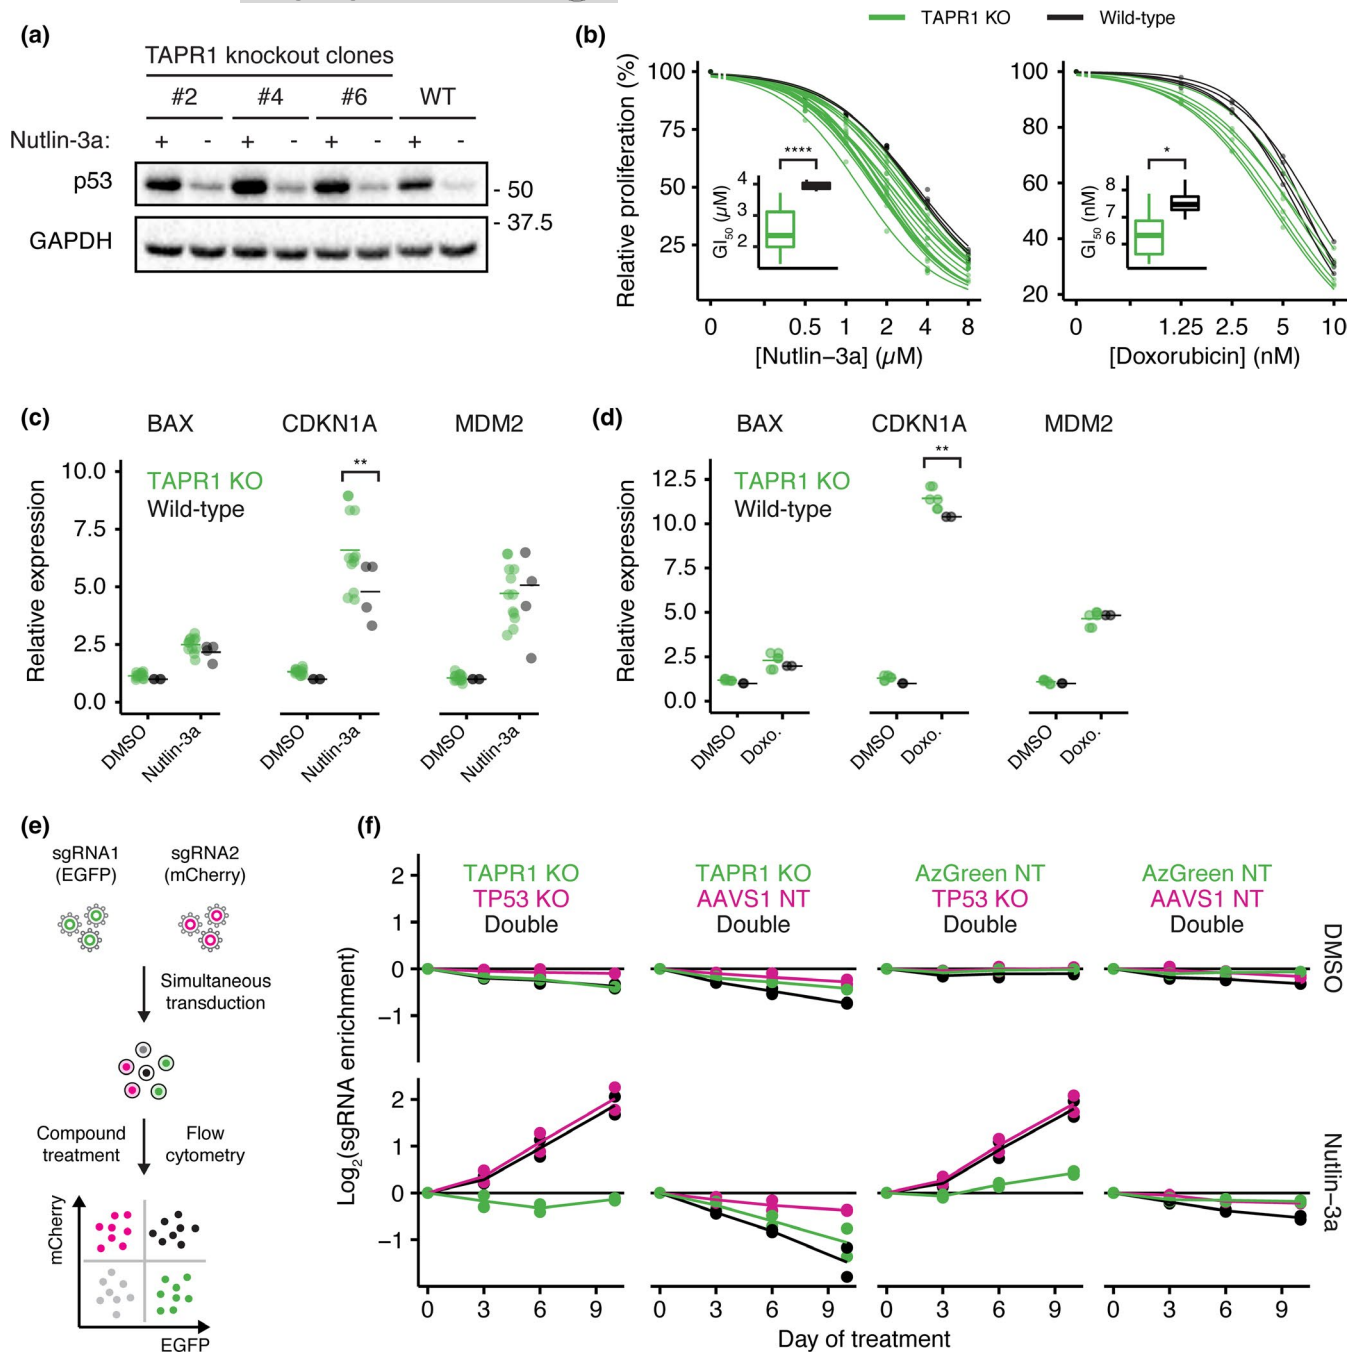 (a)
TAPR1 knockout clones
#2 #4 #6 WT
Nutlin-3a: + - + - + - + -
p53
- 50
- 37.5
GAPDH
(b)
TAPR1 KO Wild-type
Relative proliferation (%)
100
75
50
25
0 0.5 1 2 4 8
[Nutlin−3a] (µM)
****
GI50 (µM)
4
3
2
100
80
60
40
20
0 1.25 2.5 5 10
[Doxorubicin] (nM)
*
GI50 (nM)
8
7
6
(c)
BAX CDKN1A MDM2
TAPR1 KO
Wild-type
**
Relative expression
10.0
7.5
5.0
2.5
0.0
DMSO Nutlin-3a DMSO Nutlin-3a DMSO Nutlin-3a
(d)
BAX CDKN1A MDM2
TAPR1 KO
Wild-type
**
Relative expression
12.5
10.0
7.5
5.0
2.5
0.0
DMSO Doxo. DMSO Doxo. DMSO Doxo.
(e)
sgRNA1 sgRNA2
(EGFP) (mCherry)
Simultaneous
transduction
Compound Flow
treatment cytometry
mCherry
EGFP
(f)
Log2(sgRNA enrichment)
TAPR1 KO TAPR1 KO AzGreen NT AzGreen NT
TP53 KO AAVS1 NT TP53 KO AAVS1 NT
Double Double Double Double
2
1
0
−1
DMSO
2
1
0
−1
Nutlin−3a
0 3 6 9 0 3 6 9 0 3 6 9 0 3 6 9
Day of treatment